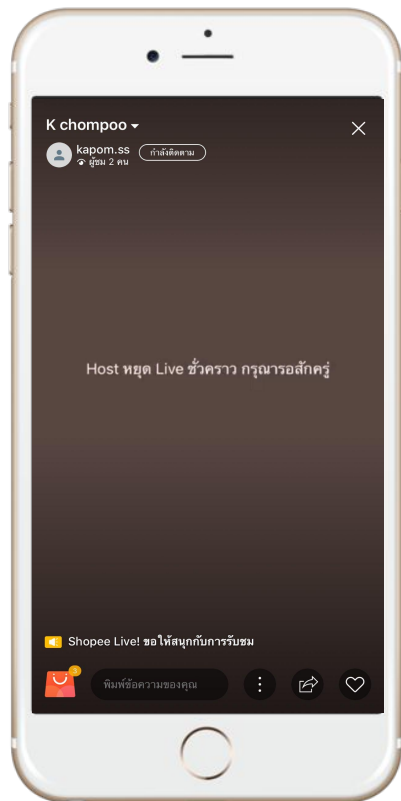 K chompoo
kapom.ss
กำลังติดตาม
ผู้ชม 2 คน
Host หยุด Live ชั่วคราว กรุณารอสักครู่
Shopee Live! ขอให้สนุกกับการรับชม
3
พิมพ์ข้อความของคุณ